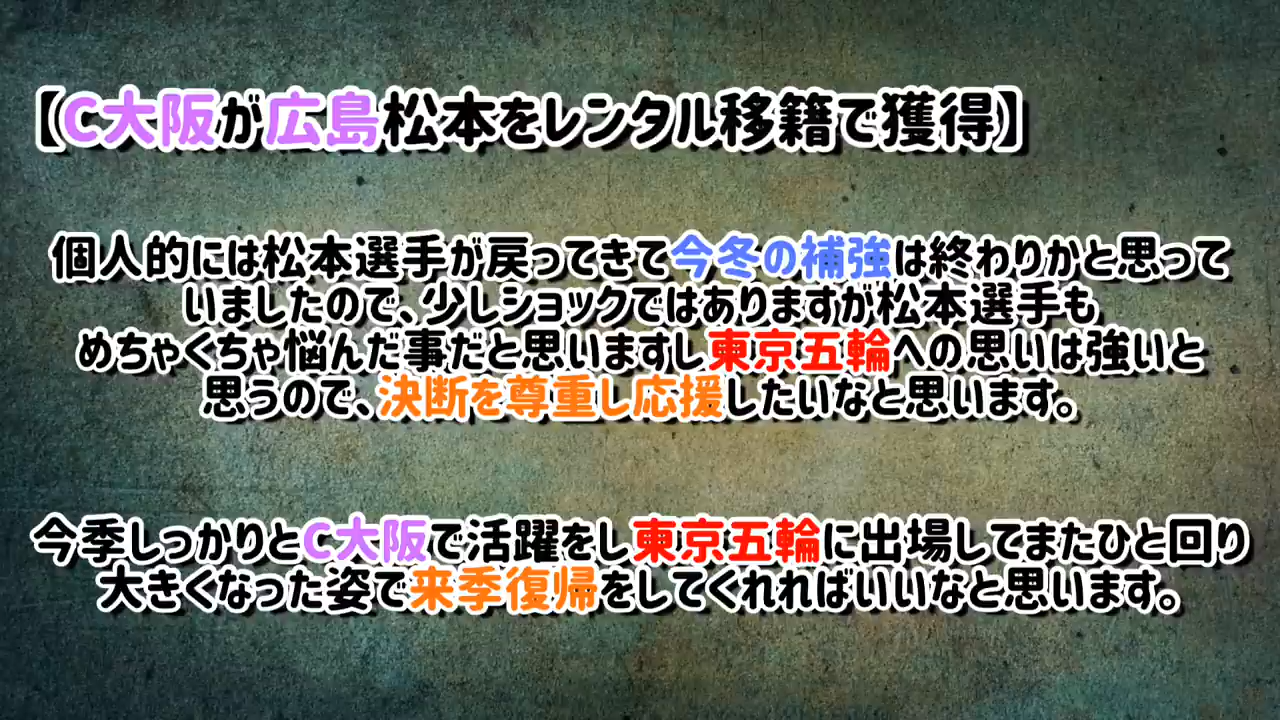 【C大阪が広島松本をレンタル移籍で獲得】
個人的には松本選手が戻ってきて今冬の補強は終わりかと思って
いましたので、少しショックではありますが松本選手も
めちゃくちゃ悩んだ事だと思いますし東京五輪への思いは強いと
思うので、決断を尊重し応援したいなと思います。
今季しっかりとC大阪で活躍をし東京五輪に出場してまたひと回り
大きくなった姿で来季復帰をしてくれればいいなと思います。